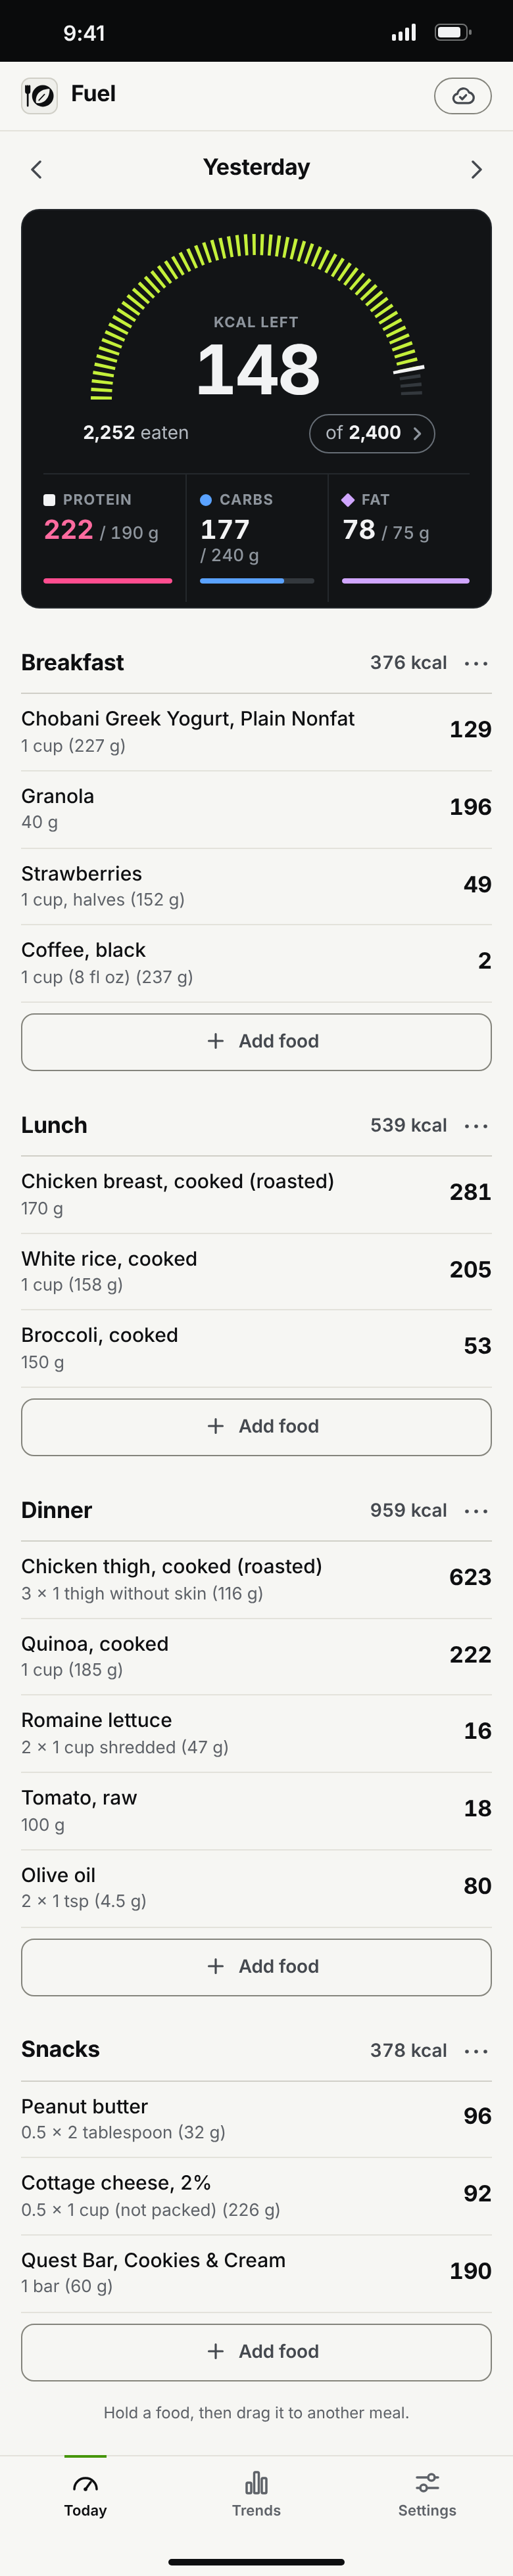 9:41
Fuel
Yesterday
KCAL LEFT
148
2,252 eaten
of 2,400
PROTEIN
222 / 190 g
CARBS
177
/ 240 g
FAT
78 / 75 g
Breakfast
376 kcal
Chobani Greek Yogurt, Plain Nonfat
1 cup (227 g)
129
Granola
40 g
196
Strawberries
1 cup, halves (152 g)
49
Coffee, black
1 cup (8 fl oz) (237 g)
2
Add food
Lunch
539 kcal
Chicken breast, cooked (roasted)
170 g
281
White rice, cooked
1 cup (158 g)
205
Broccoli, cooked
150 g
53
Add food
Dinner
959 kcal
Chicken thigh, cooked (roasted)
3 × 1 thigh without skin (116 g)
623
Quinoa, cooked
1 cup (185 g)
222
Romaine lettuce
2 × 1 cup shredded (47 g)
16
Tomato, raw
100 g
18
Olive oil
2 × 1 tsp (4.5 g)
80
Add food
Snacks
378 kcal
Peanut butter
0.5 × 2 tablespoon (32 g)
96
Cottage cheese, 2%
0.5 × 1 cup (not packed) (226 g)
92
Quest Bar, Cookies & Cream
1 bar (60 g)
190
Add food
Hold a food, then drag it to another meal.
Today
Trends
Settings